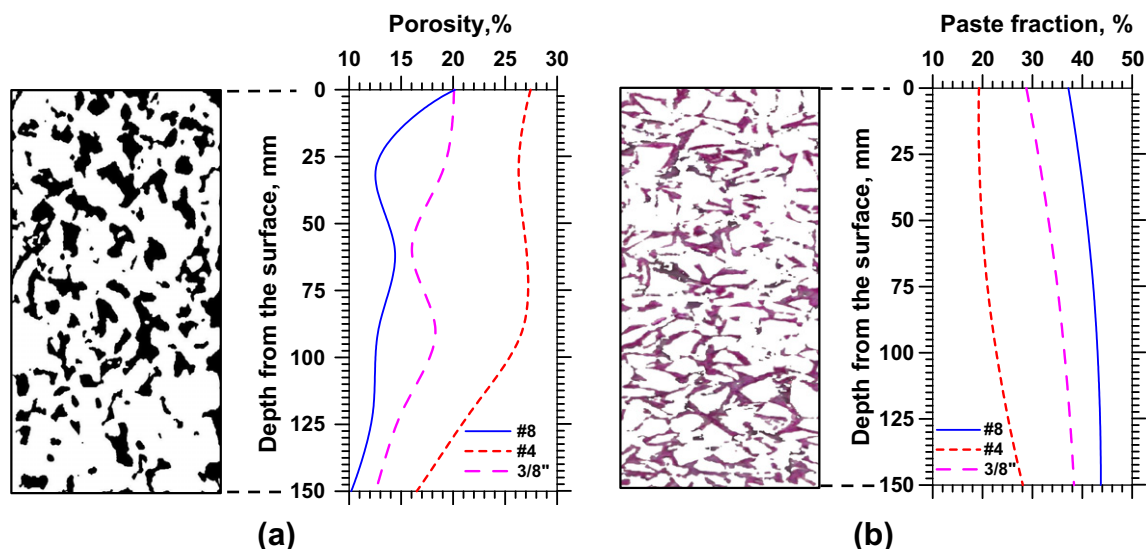 Porosity,%
10 15 20 25 30
0
25
50
75
100
125
150
Depth from the surface, mm
#8
#4
3/8"
(a)
Paste fraction, %
10 20 30 40 50
0
25
50
75
100
125
150
Depth from the surface, mm
#8
#4
3/8"
(b)